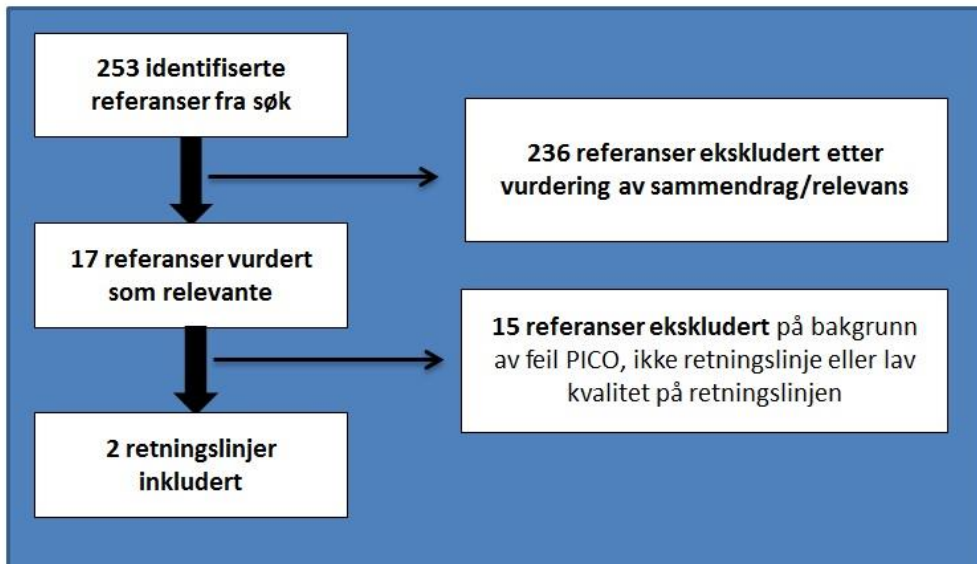 253 identifiserte
referanser fra søk
236 referanser ekskludert etter
vurdering av sammendrag/relevans
17 referanser vurdert
som relevante
15 referanser ekskludert på bakgrunn
av feil PICO, ikke retningslinje eller lav
kvalitet på retningslinjen
2 retningslinjer
inkludert